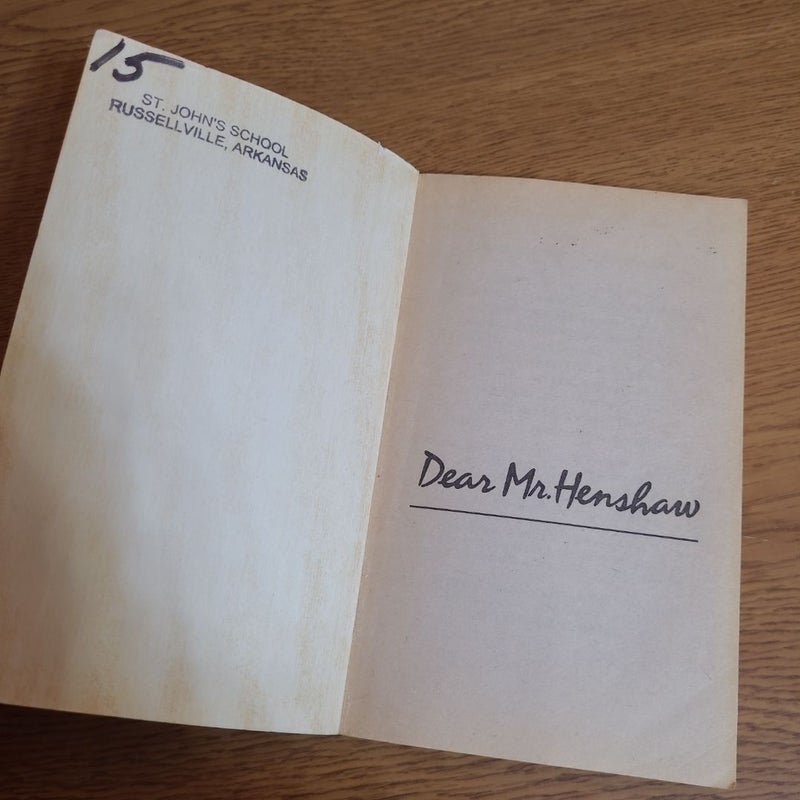 15
ST. JOHN'S SCHOOL
RUSSELLVILLE, ARKANSAS
Dear Mr. Henshaw